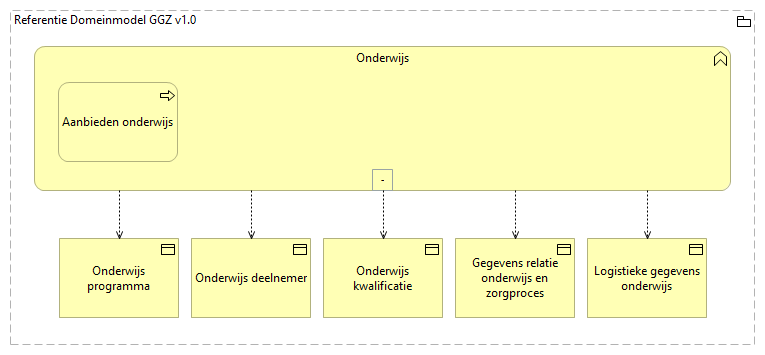 Referentie Domeinmodel GGZ v1.0
Onderwijs
Aanbieden onderwijs
-
Onderwijs
programma
Onderwijs deelnemer
Onderwijs
kwalificatie
Gegevens relatie
onderwijs en
zorgproces
Logistieke gegevens
onderwijs